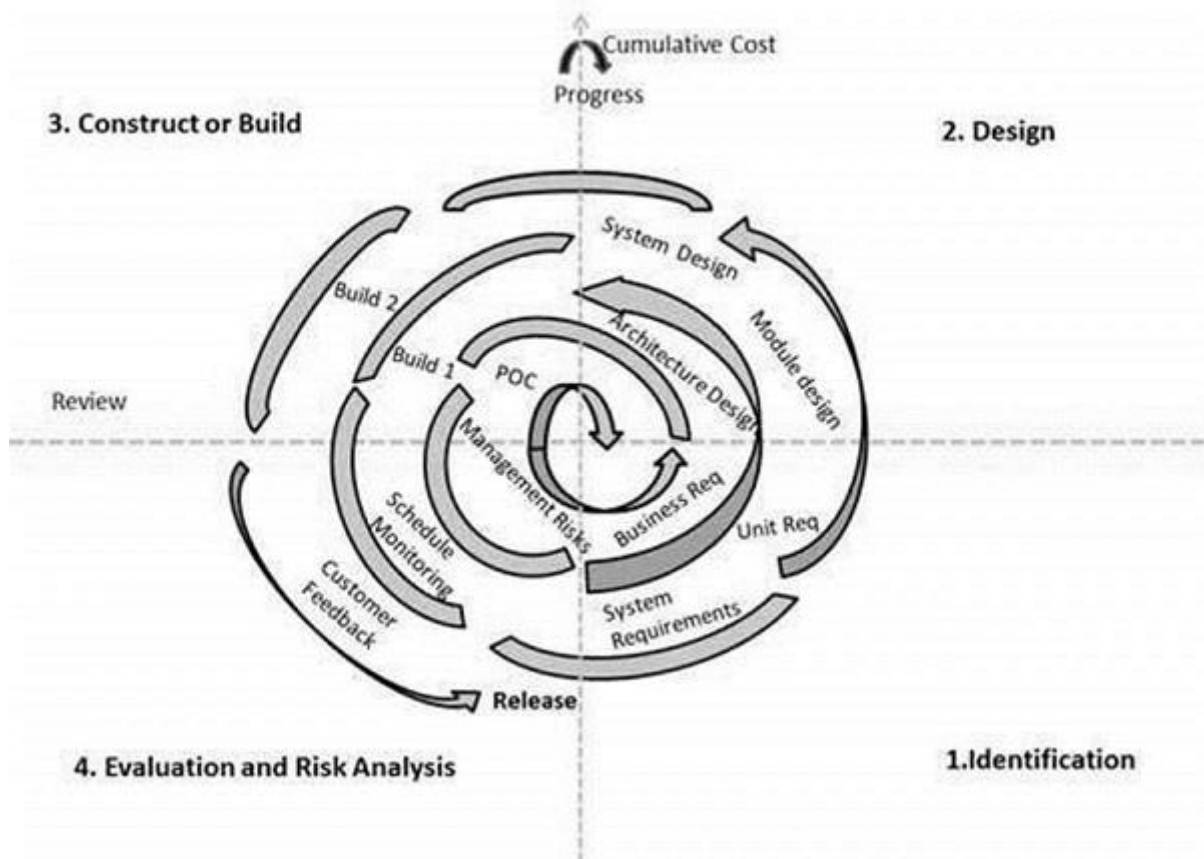 Cumulative Cost
Progress
3. Construct or Build
2. Design
System Design
Build 2
Module design
Architecture Design
Build 1
POC
Review
Management Risks
Business Req
Unit Req
Schedule
Monitoring
System
Requirements
Customer
Feedback
Release
4. Evaluation and Risk Analysis
1.Identification